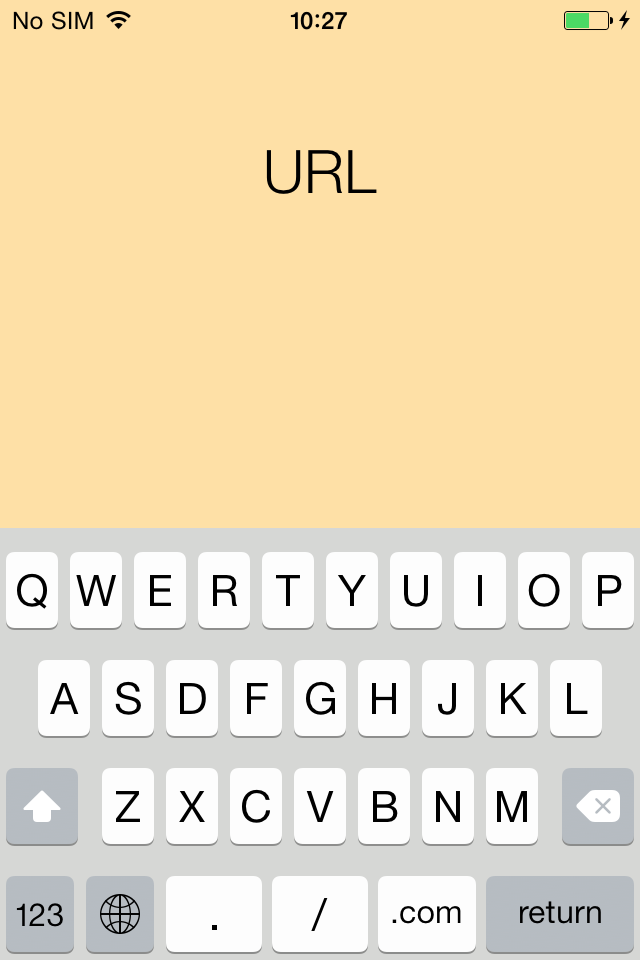 No SIM 10:27
URL
Q W E R T Y U I O P
A S D F G H J K L
Z X C V B N M
123 . / .com return